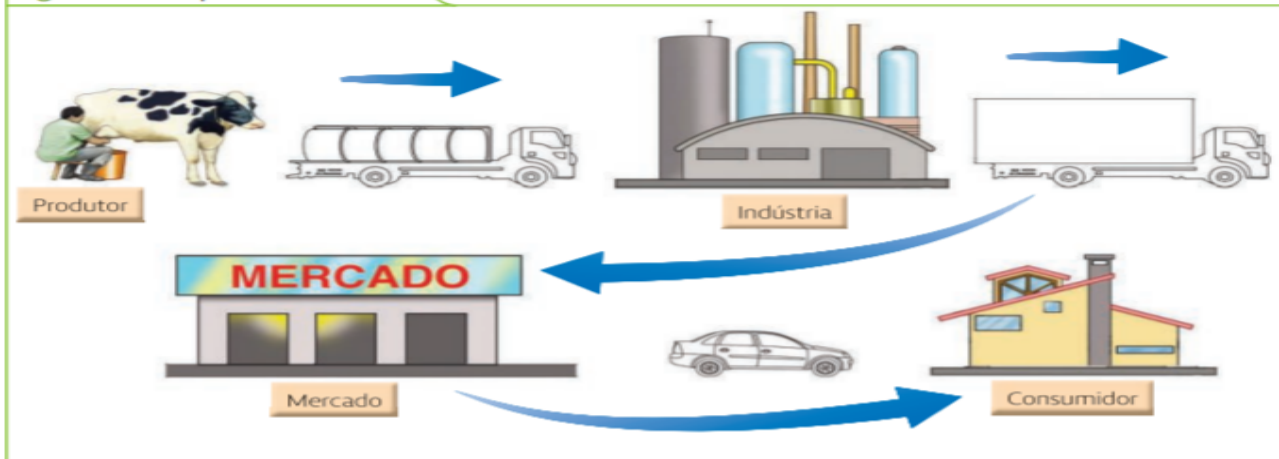 Produtor
Indústria
MERCADO
Mercado
Consumidor